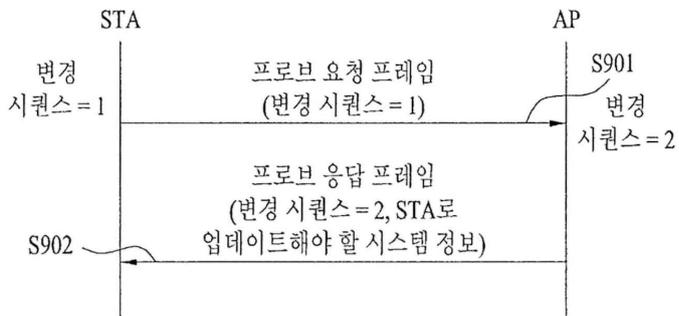 STA
AP
변경
시퀀스 = 1
프로브 요청 프레임
(변경 시퀀스 = 1)
S901
변경
시퀀스 = 2
프로브 응답 프레임
(변경 시퀀스 = 2, STA로
업데이트해야 할 시스템 정보)
S902